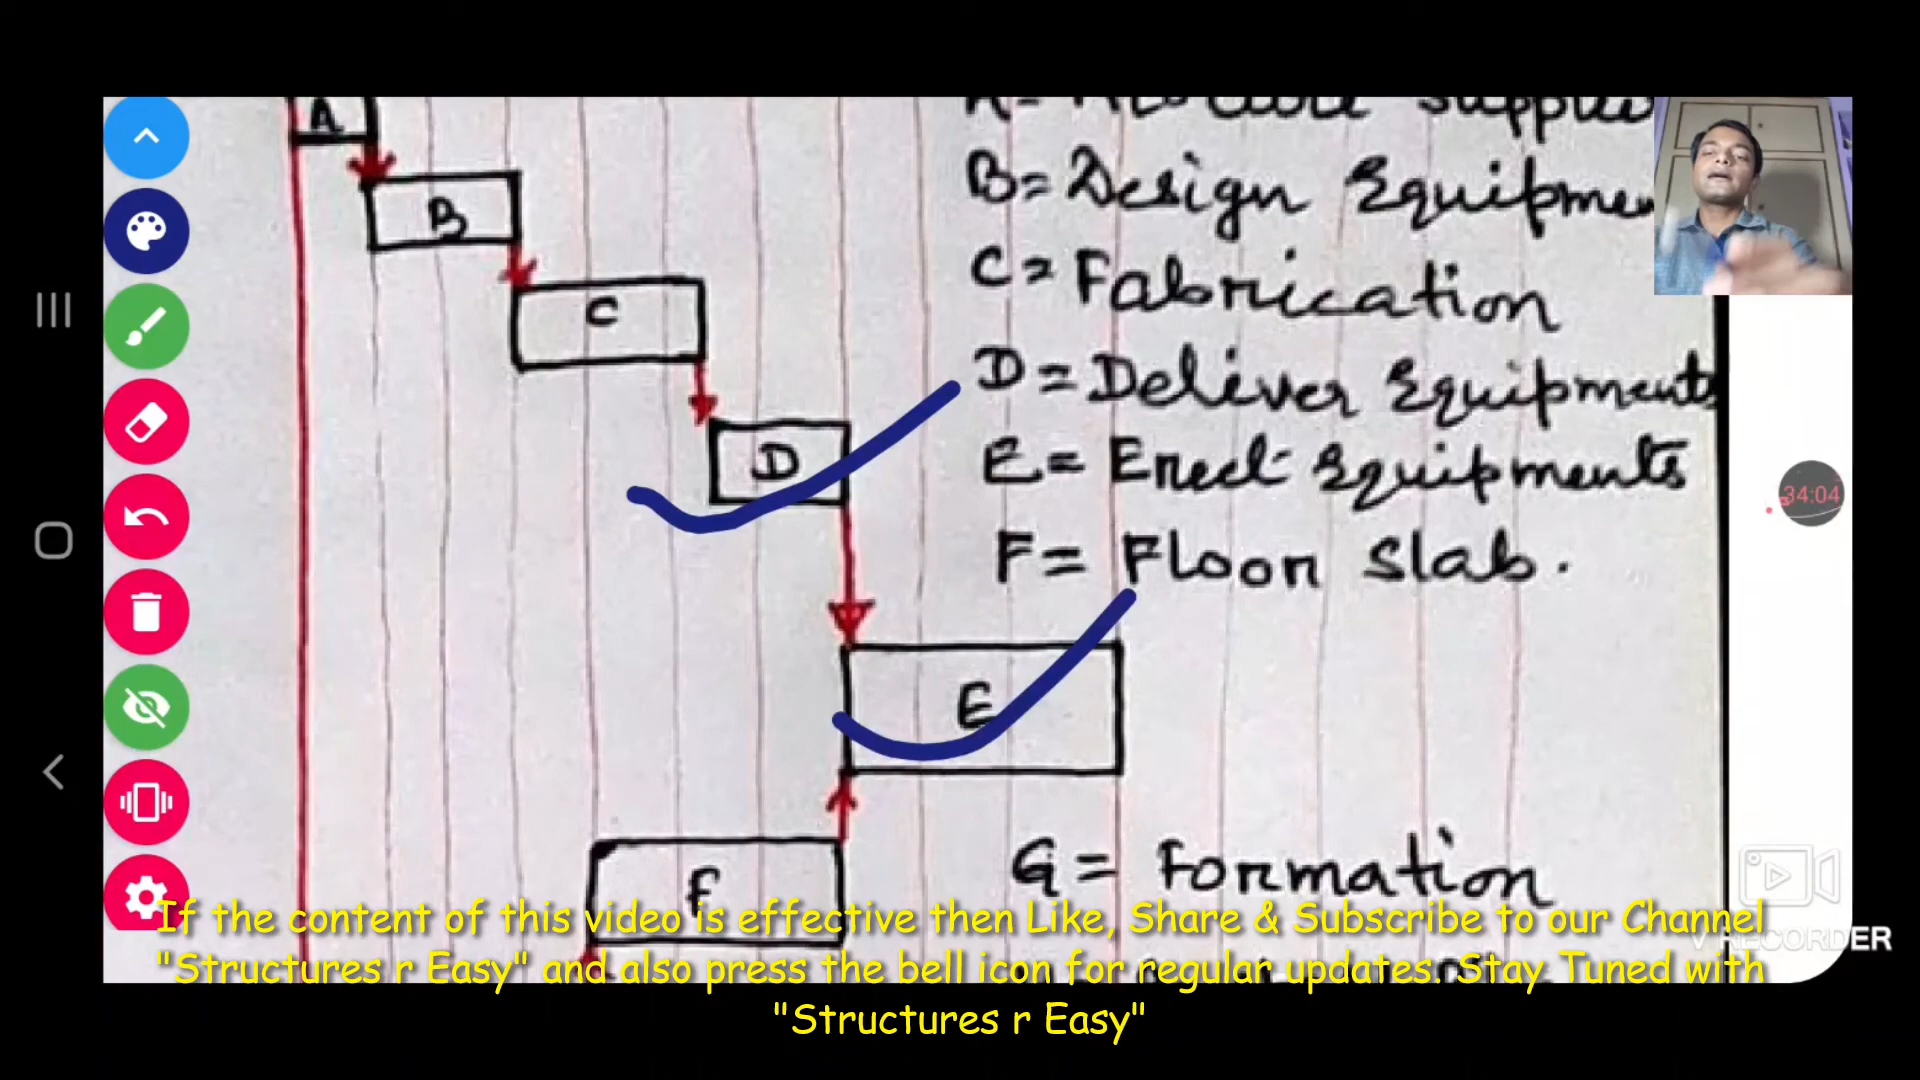 A
B
C
D
E
F
A=
B= Design
C= Fabrication
D= Deliver Equipments
E= Erect Equipments
F= Floor Slab.
G= Formation
34:04
RECORDER
If the content of this video is effective then Like, Share & Subscribe to our Channel
"Structures r Easy" and also press the bell icon for regular updates. Stay Tuned with
"Structures r Easy"